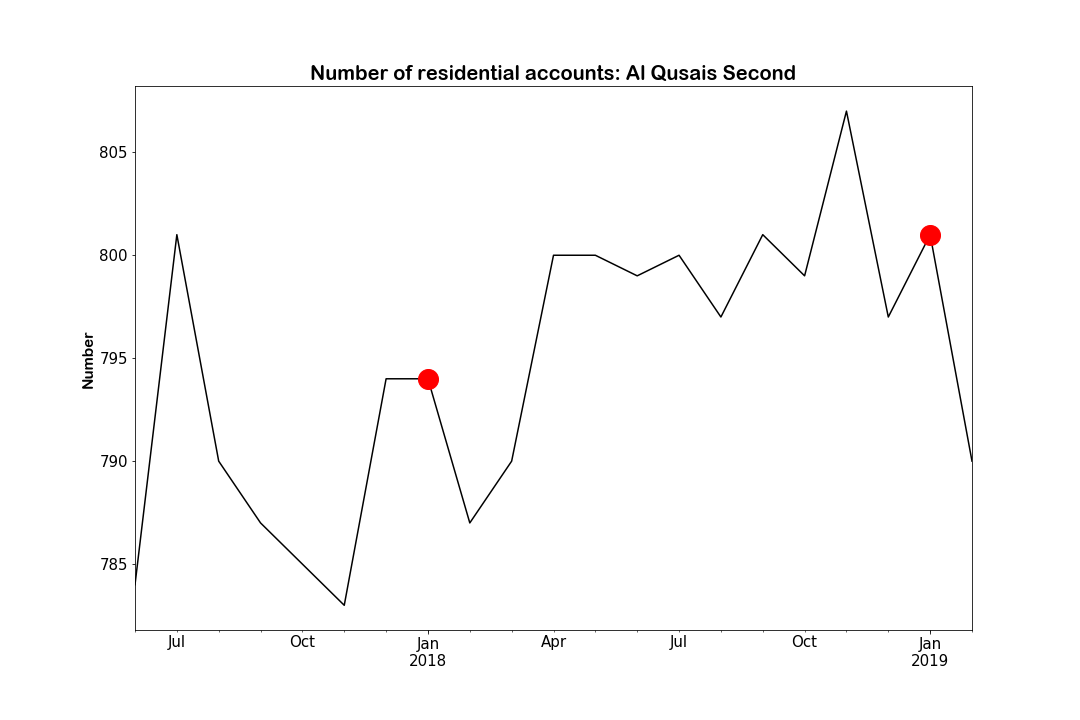 Number of residential accounts: Al Qusais Second
805
800
795
790
785
Number
Jul
Oct
Jan
2018
Apr
Jul
Oct
Jan
2019